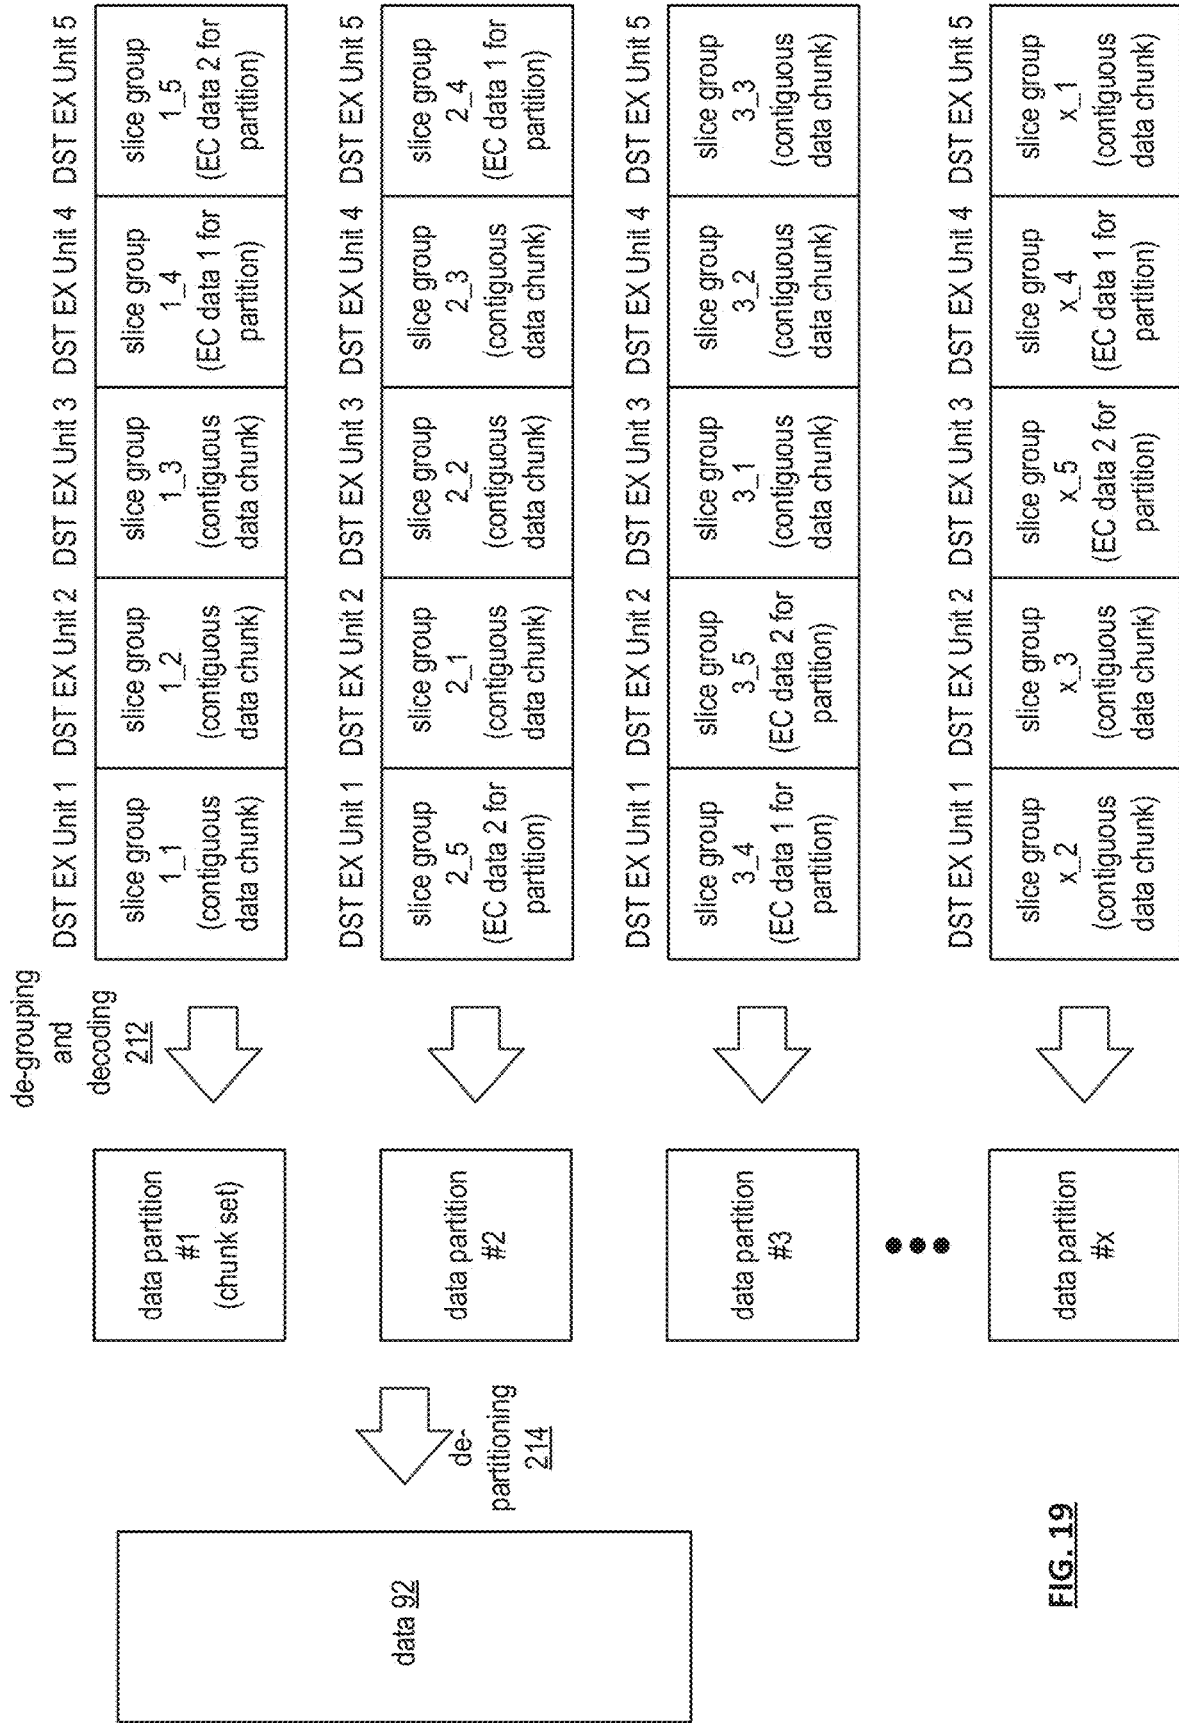 data 92
de-
partitioning
214
data partition
#1
(chunk set)
data partition
#2
data partition
#3
data partition
#x
de-grouping
and
decoding
212
DST EX Unit 1
DST EX Unit 2
DST EX Unit 3
DST EX Unit 4
DST EX Unit 5
slice group
1_1
(contiguous
data chunk)
slice group
1_2
(contiguous
data chunk)
slice group
1_3
(contiguous
data chunk)
slice group
1_4
(EC data 1 for
partition)
slice group
1_5
(EC data 2 for
partition)
DST EX Unit 1
DST EX Unit 2
DST EX Unit 3
DST EX Unit 4
DST EX Unit 5
slice group
2_5
(EC data 2 for
partition)
slice group
2_1
(contiguous
data chunk)
slice group
2_2
(contiguous
data chunk)
slice group
2_3
(contiguous
data chunk)
slice group
2_4
(EC data 1 for
partition)
DST EX Unit 1
DST EX Unit 2
DST EX Unit 3
DST EX Unit 4
DST EX Unit 5
slice group
3_4
(EC data 1 for
partition)
slice group
3_5
(EC data 2 for
partition)
slice group
3_1
(contiguous
data chunk)
slice group
3_2
(contiguous
data chunk)
slice group
3_3
(contiguous
data chunk)
DST EX Unit 1
DST EX Unit 2
DST EX Unit 3
DST EX Unit 4
DST EX Unit 5
slice group
x_2
(contiguous
data chunk)
slice group
x_3
(contiguous
data chunk)
slice group
x_5
(EC data 2 for
partition)
slice group
x_4
(EC data 1 for
partition)
slice group
x_1
(contiguous
data chunk)
FIG. 19